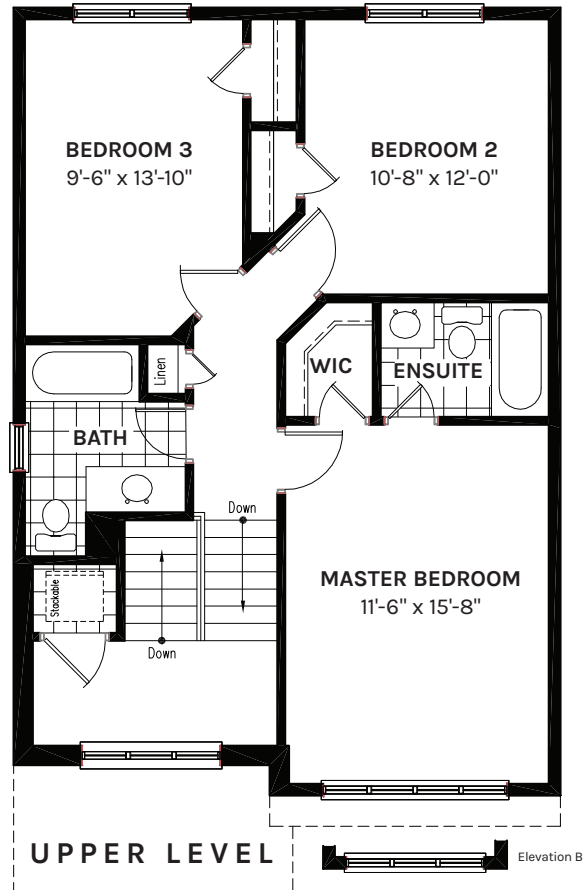 BEDROOM 3
9'-6" x 13'-10"
BEDROOM 2
10'-8" x 12'-0"
Linen
WIC
ENSUITE
BATH
Down
Stackable
Down
MASTER BEDROOM
11'-6" x 15'-8"
UPPER LEVEL
Elevation B